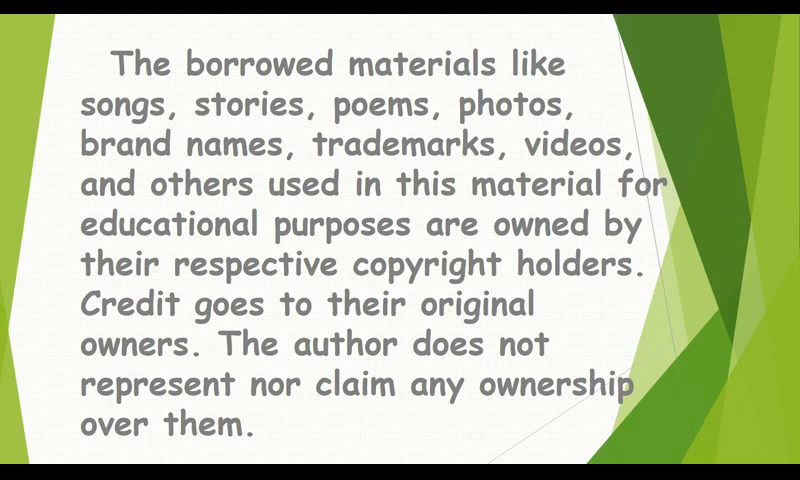 The borrowed materials like
songs, stories, poems, photos,
brand names, trademarks, videos,
and others used in this material for
educational purposes are owned by
their respective copyright holders.
Credit goes to their original
owners. The author does not
represent nor claim any ownership
over them.